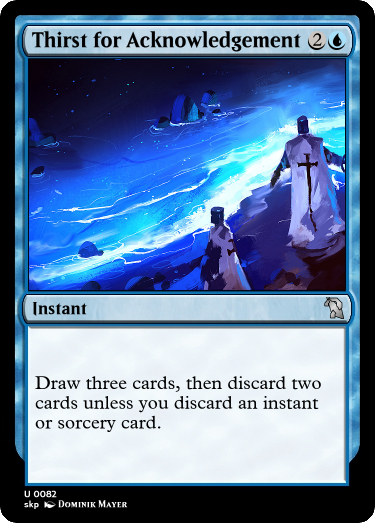 Thirst for Acknowledgement 2
Instant
Draw three cards, then discard two
cards unless you discard an instant
or sorcery card.
U 0082
skp Dominik Mayer